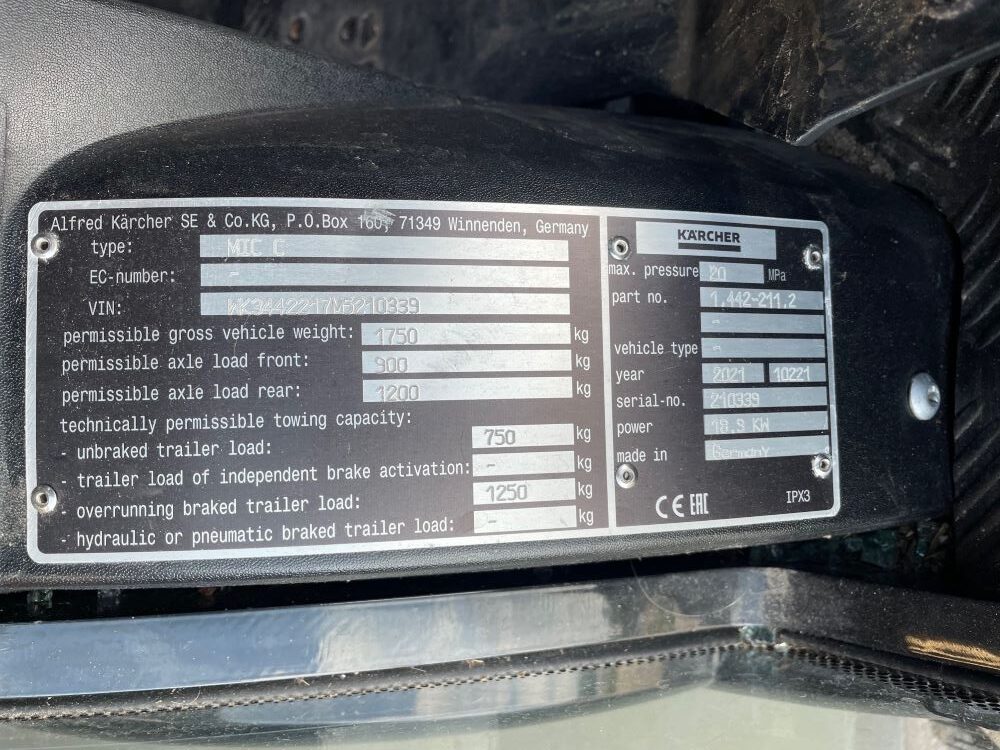 Alfred Kärcher SE & Co.KG, P.O.Box 160, 71349 Winnenden, Germany
type: MIC C
EC-number: -
VIN:
permissible gross vehicle weight: 1750 kg
permissible axle load front: 900 kg
permissible axle load rear: 1200 kg
technically permissible towing capacity:
- unbraked trailer load: 750 kg
- trailer load of independent brake activation: - kg
- overrunning braked trailer load: 1250 kg
- hydraulic or pneumatic braked trailer load: - kg
KÄRCHER
max. pressure 20 MPa
part no. 1.442-211.2
-
vehicle type -
year 2021 10221
serial-no. 210339
power 18.9 KW
made in Germany
CE EAC IPX3